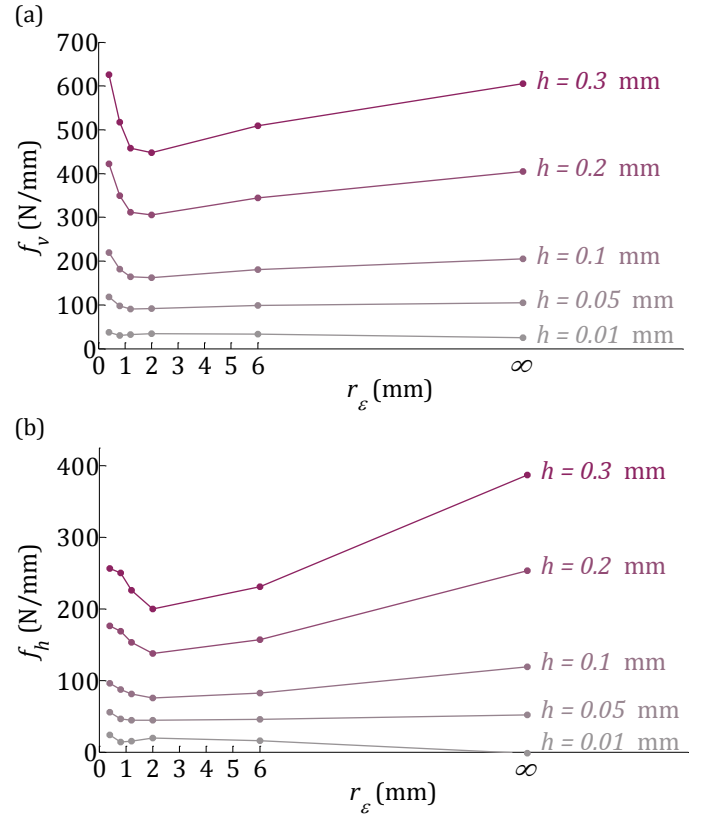 (a)
700
600
500
400
300
200
100
0
f_v (N/mm)
h = 0.3 mm
h = 0.2 mm
h = 0.1 mm
h = 0.05 mm
h = 0.01 mm
0 1 2 3 4 5 6 ∞
r_ε (mm)
(b)
400
300
200
100
0
f_h (N/mm)
h = 0.3 mm
h = 0.2 mm
h = 0.1 mm
h = 0.05 mm
h = 0.01 mm
0 1 2 3 4 5 6 ∞
r_ε (mm)